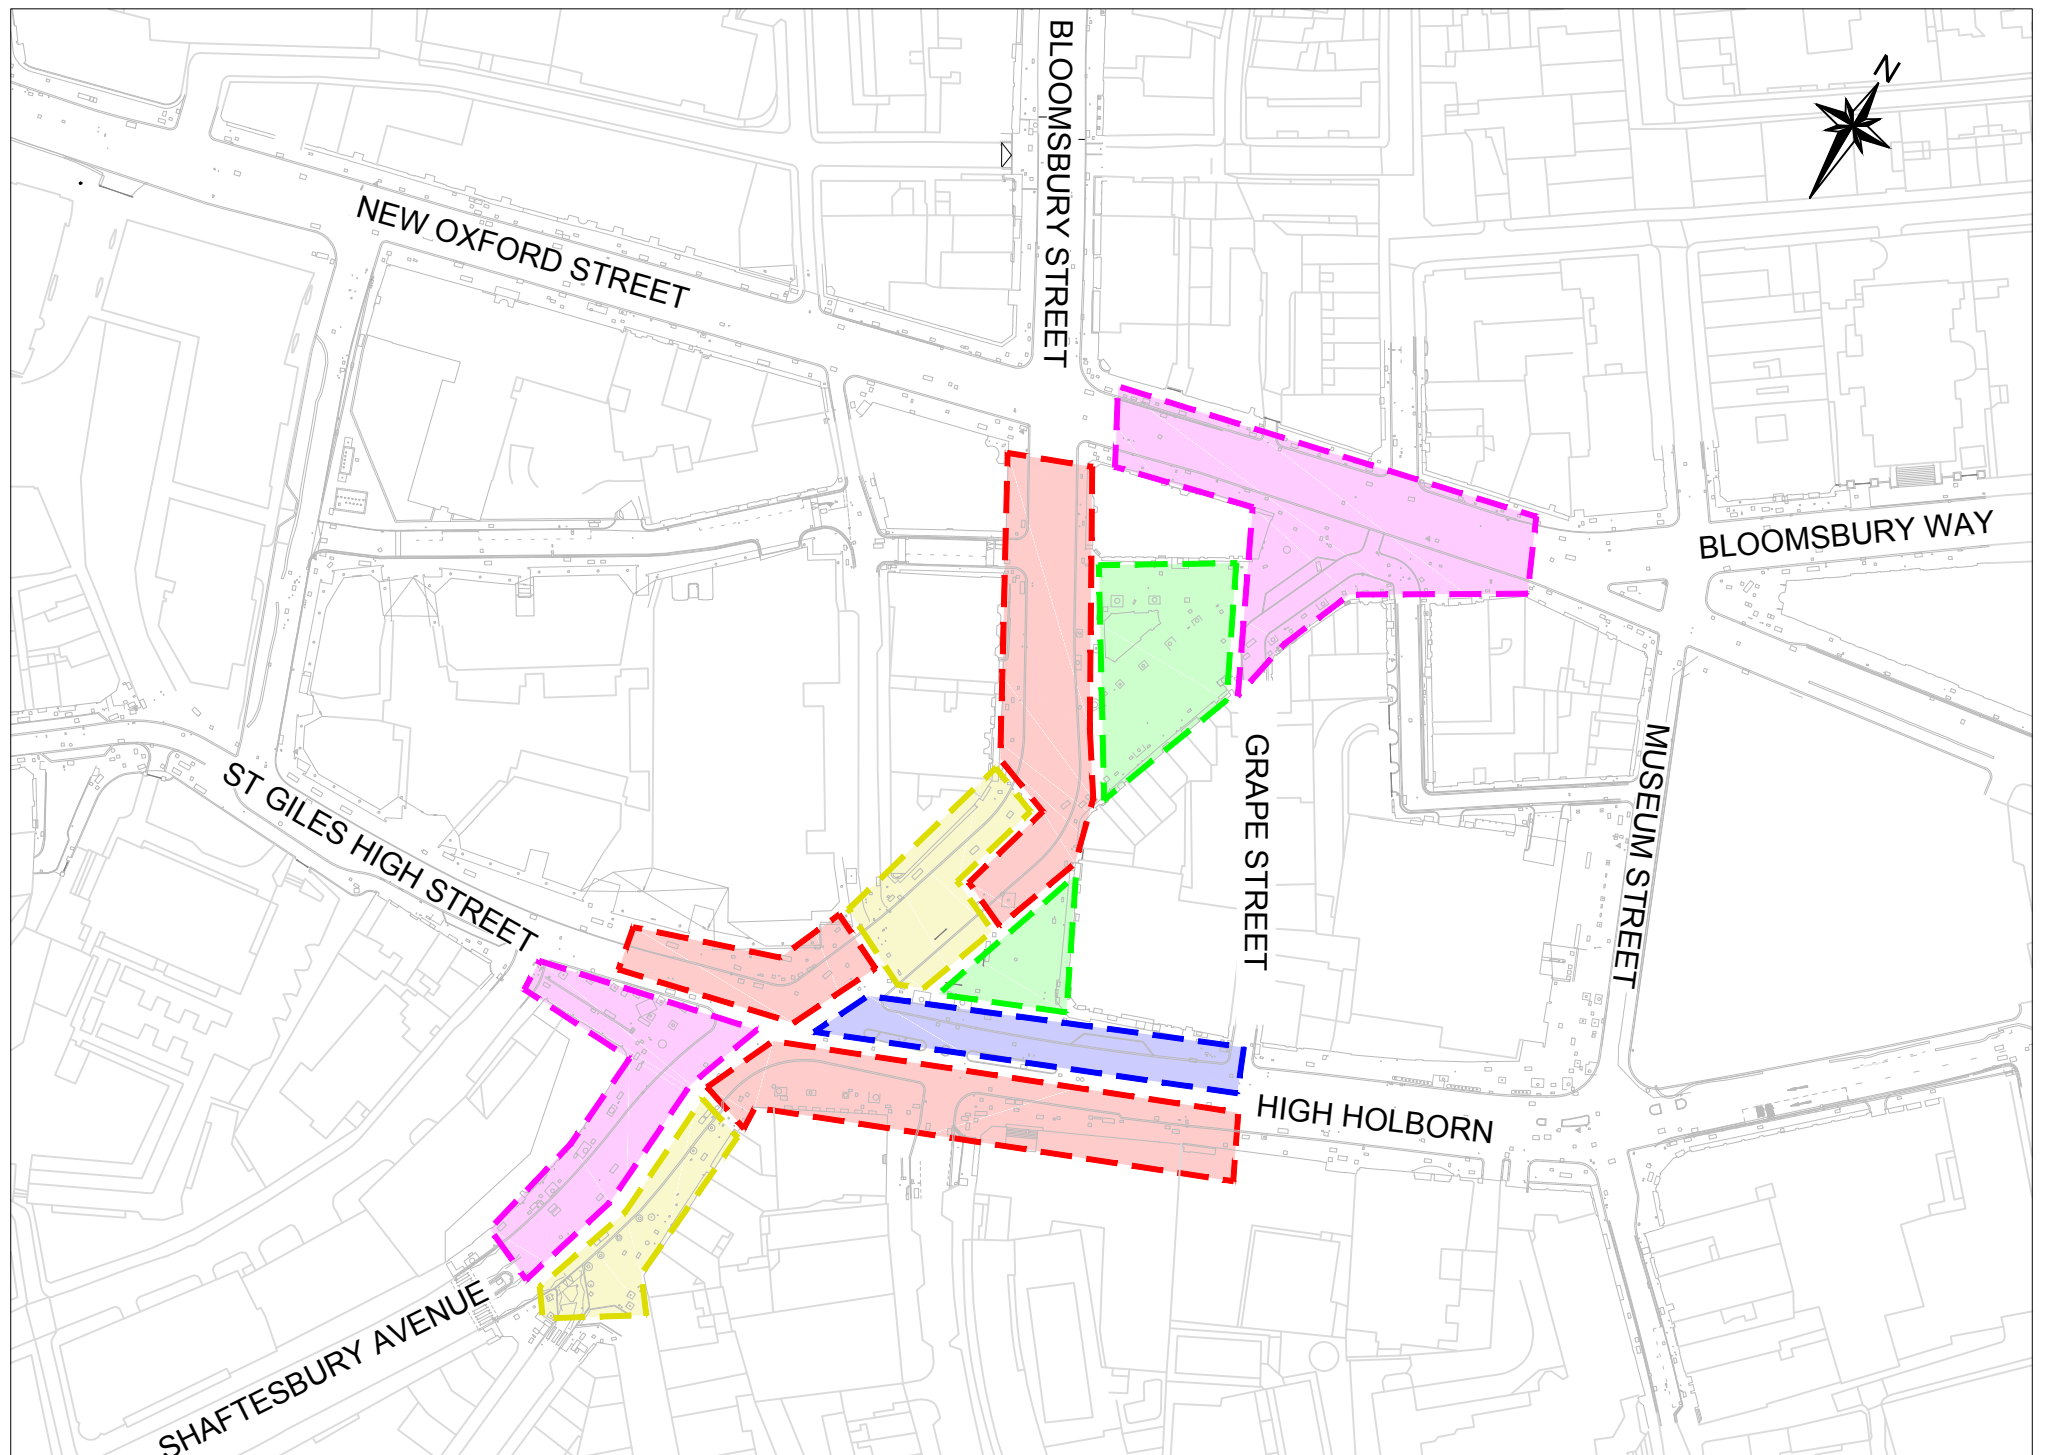 BLOOMSBURY STREET
N
NEW OXFORD STREET
BLOOMSBURY WAY
ST GILES HIGH STREET
GRAPE STREET
MUSEUM STREET
HIGH HOLBORN
SHAFTESBURY AVENUE